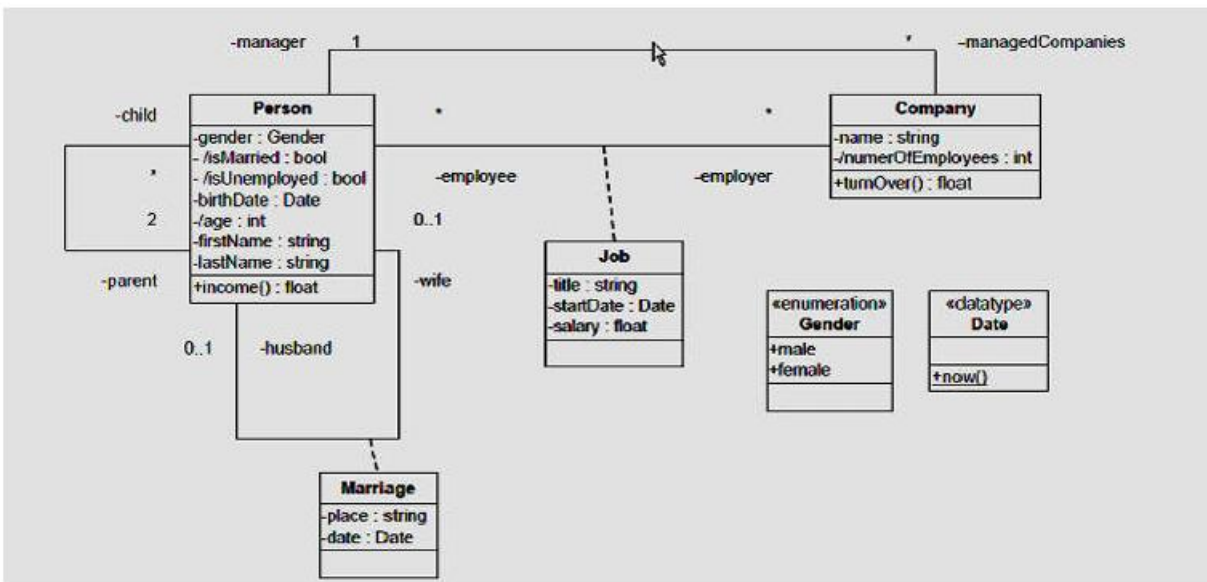 -manager 1 * -managedCompanies
-child
Person
-gender : Gender
- /isMarried : bool
- /isUnemployed : bool
-birthDate : Date
-/age : int
-firstName : string
-lastName : string
+income() : float
* *
-employee -employer
Company
-name : string
-/numerOfEmployees : int
+turnOver() : float
*
2
-parent
0..1
-wife
0..1 -husband
Job
-title : string
-startDate : Date
-salary : float
«enumeration»
Gender
+male
+female
«datatype»
Date
+now()
Marriage
-place : string
-date : Date